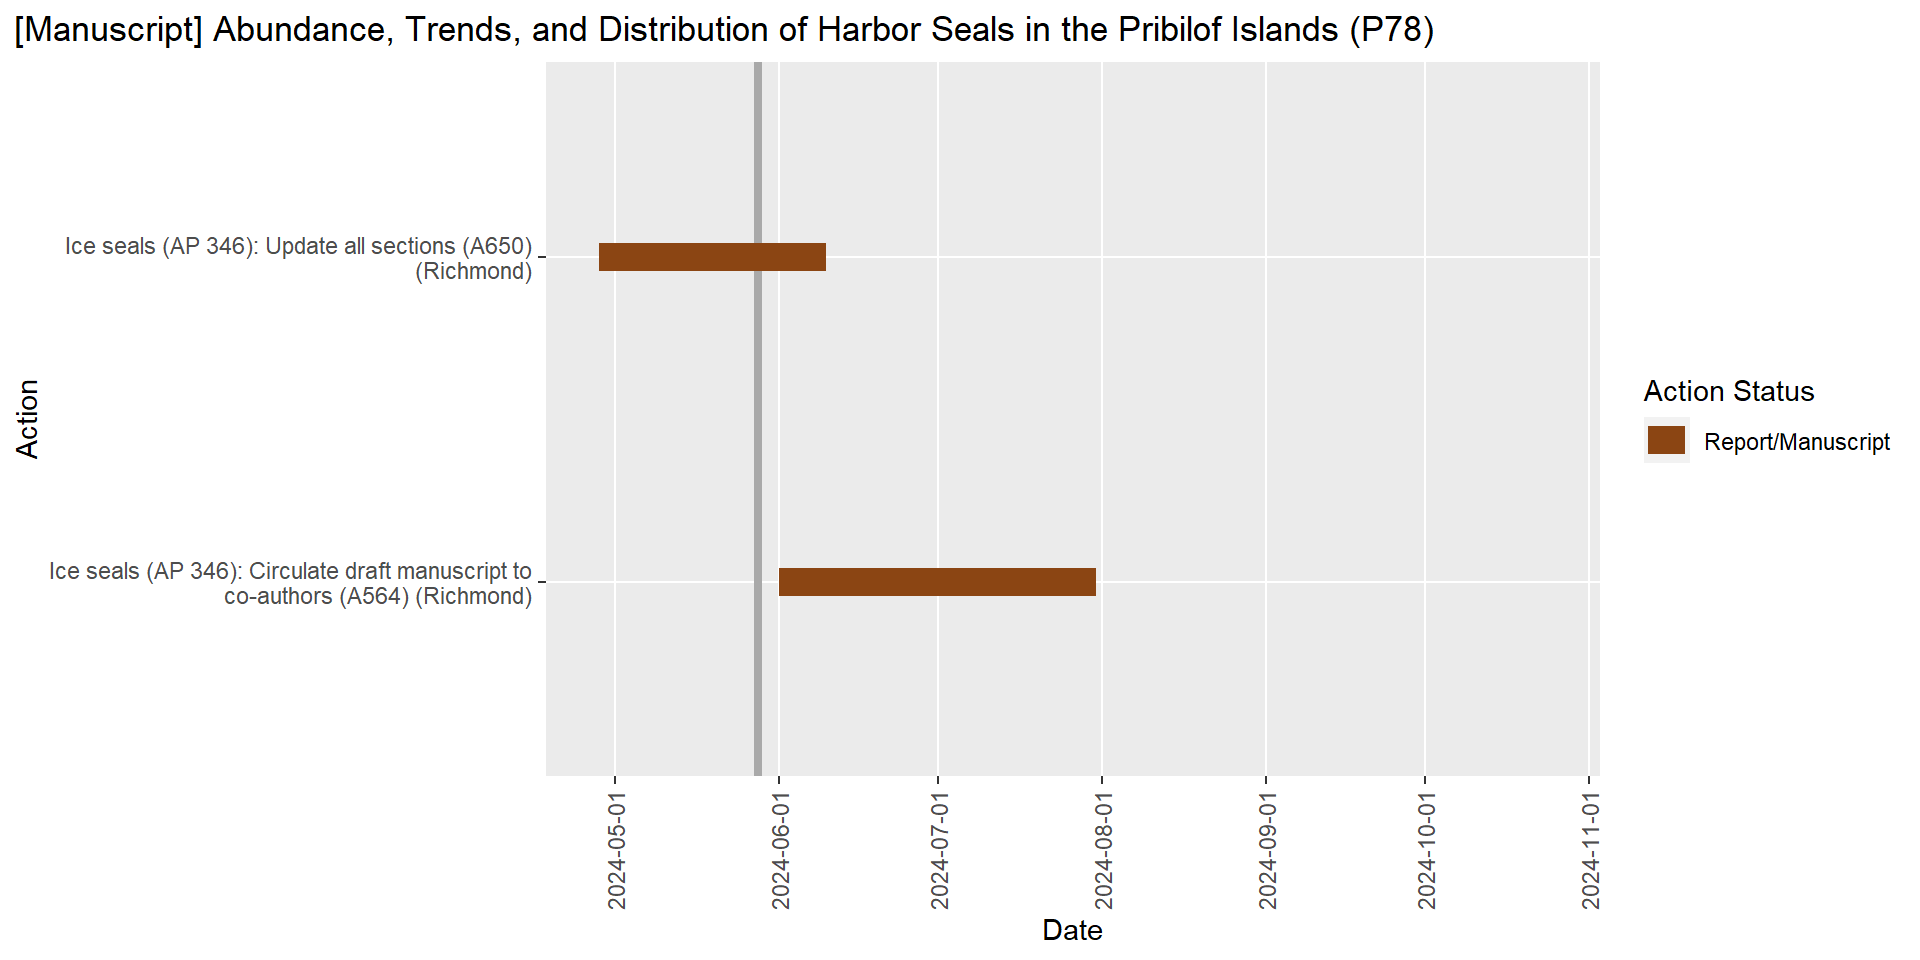 [Manuscript] Abundance, Trends, and Distribution of Harbor Seals in the Pribilof Islands (P78)
Action
Ice seals (AP 346): Update all sections (A650)
(Richmond)
Ice seals (AP 346): Circulate draft manuscript to
co-authors (A564) (Richmond)
2024-05-01
2024-06-01
2024-07-01
2024-08-01
2024-09-01
2024-10-01
2024-11-01
Date
Action Status
Report/Manuscript